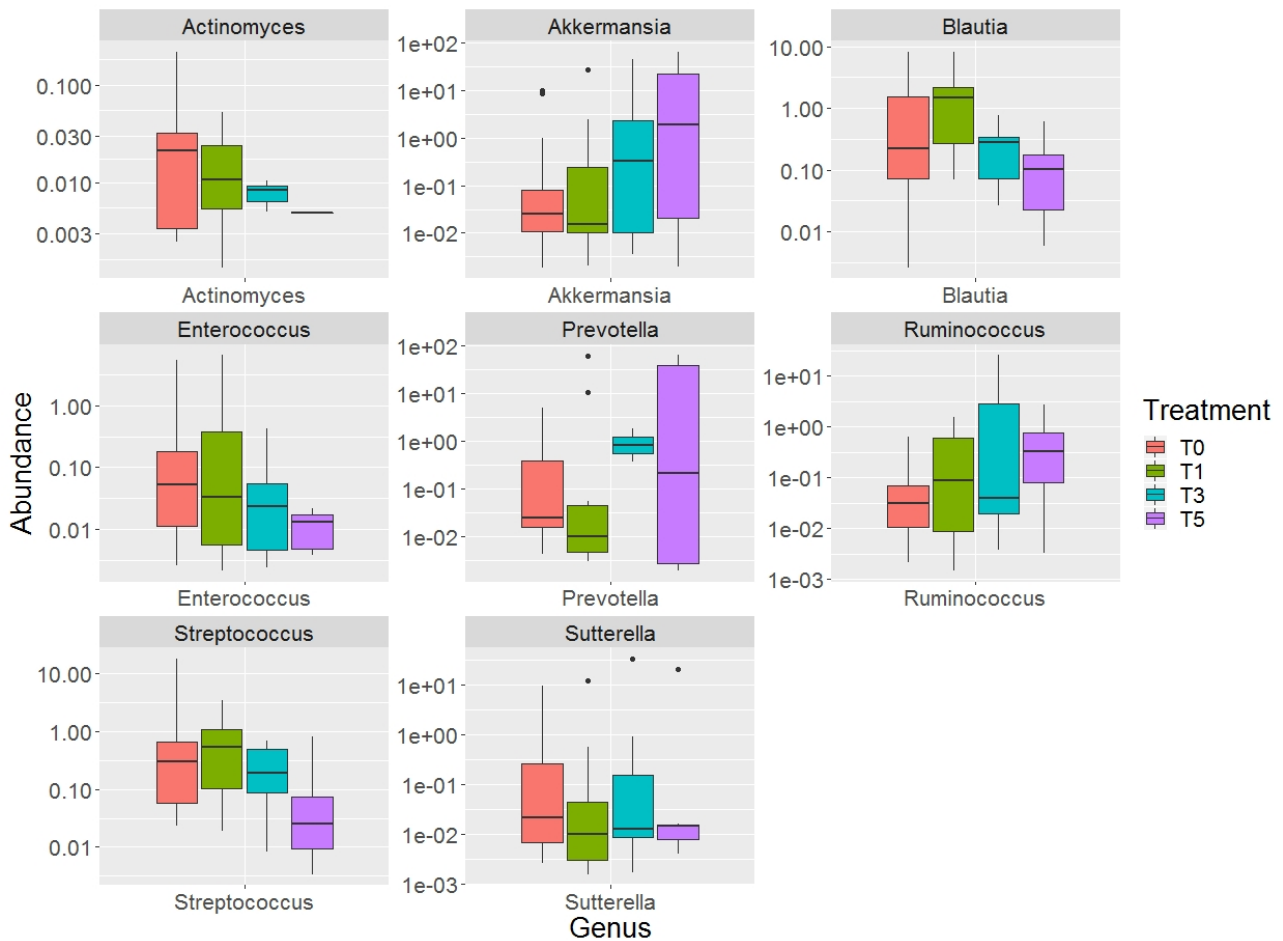 Actinomyces
Akkermansia
Blautia
0.100
0.030
0.010
0.003
1e+02
1e+01
1e+00
1e-01
1e-02
10.00
1.00
0.10
0.01
Actinomyces
Akkermansia
Blautia
Enterococcus
Prevotella
Ruminococcus
1.00
0.10
0.01
1e+02
1e+01
1e+00
1e-01
1e-02
1e+01
1e+00
1e-01
1e-02
1e-03
Enterococcus
Prevotella
Ruminococcus
Streptococcus
Sutterella
10.00
1.00
0.10
0.01
1e+01
1e+00
1e-01
1e-02
1e-03
Streptococcus
Sutterella
Genus
Abundance
Treatment
T0
T1
T3
T5